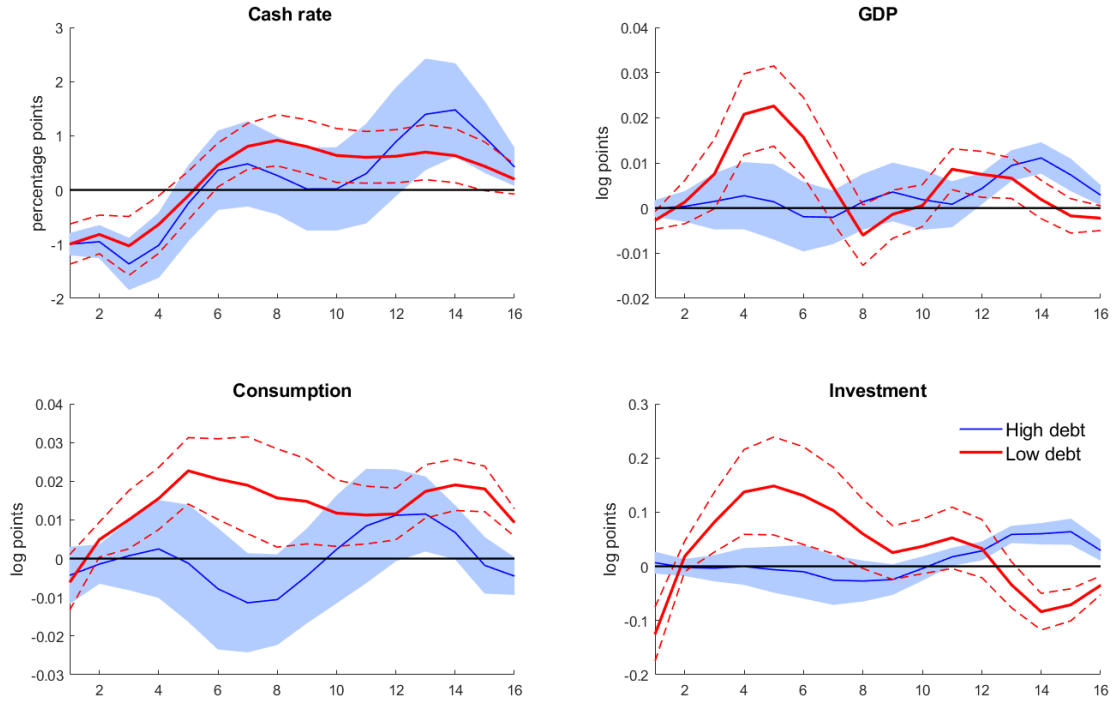 Cash rate
percentage points
3
2
1
0
-1
-2
2 4 6 8 10 12 14 16
GDP
log points
0.04
0.03
0.02
0.01
0
-0.01
-0.02
2 4 6 8 10 12 14 16
Consumption
log points
0.04
0.03
0.02
0.01
0
-0.01
-0.02
-0.03
2 4 6 8 10 12 14 16
Investment
log points
0.3
0.2
0.1
0
-0.1
-0.2
2 4 6 8 10 12 14 16
High debt
Low debt